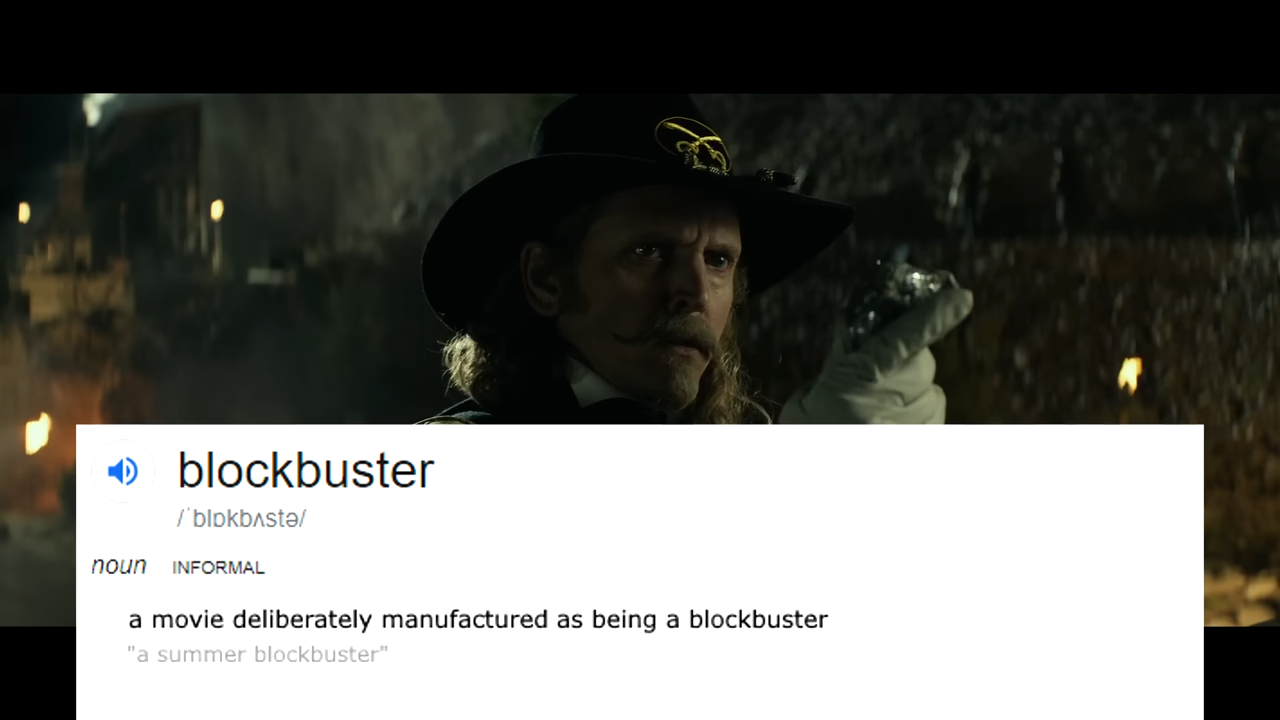 blockbuster
/ˈblɒkbʌstə/
noun INFORMAL
a movie deliberately manufactured as being a blockbuster
"a summer blockbuster"